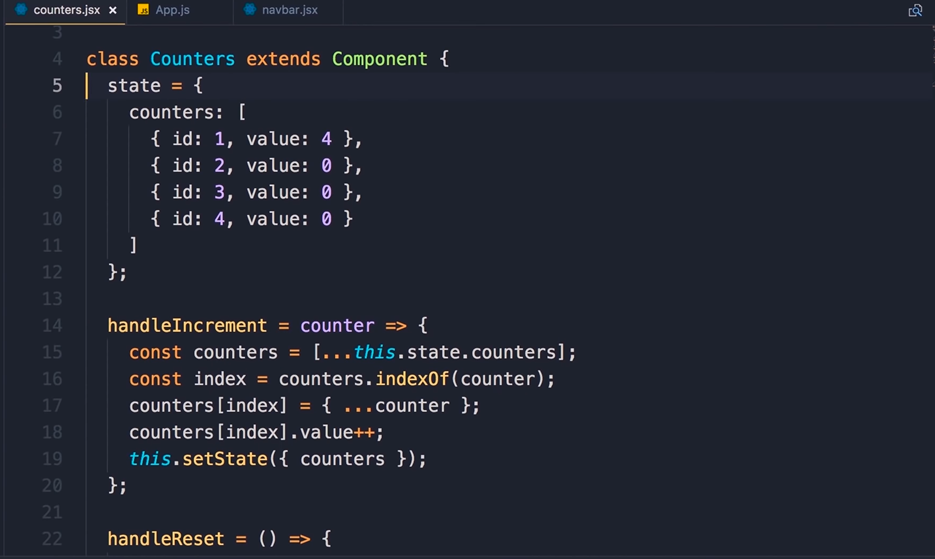 counters.jsx × JS App.js navbar.jsx
3
4 class Counters extends Component {
5 state = {
6 counters: [
7 { id: 1, value: 4 },
8 { id: 2, value: 0 },
9 { id: 3, value: 0 },
10 { id: 4, value: 0 }
11 ]
12 };
13
14 handleIncrement = counter => {
15 const counters = [...this.state.counters];
16 const index = counters.indexOf(counter);
17 counters[index] = { ...counter };
18 counters[index].value++;
19 this.setState({ counters });
20 };
21
22 handleReset = () => {